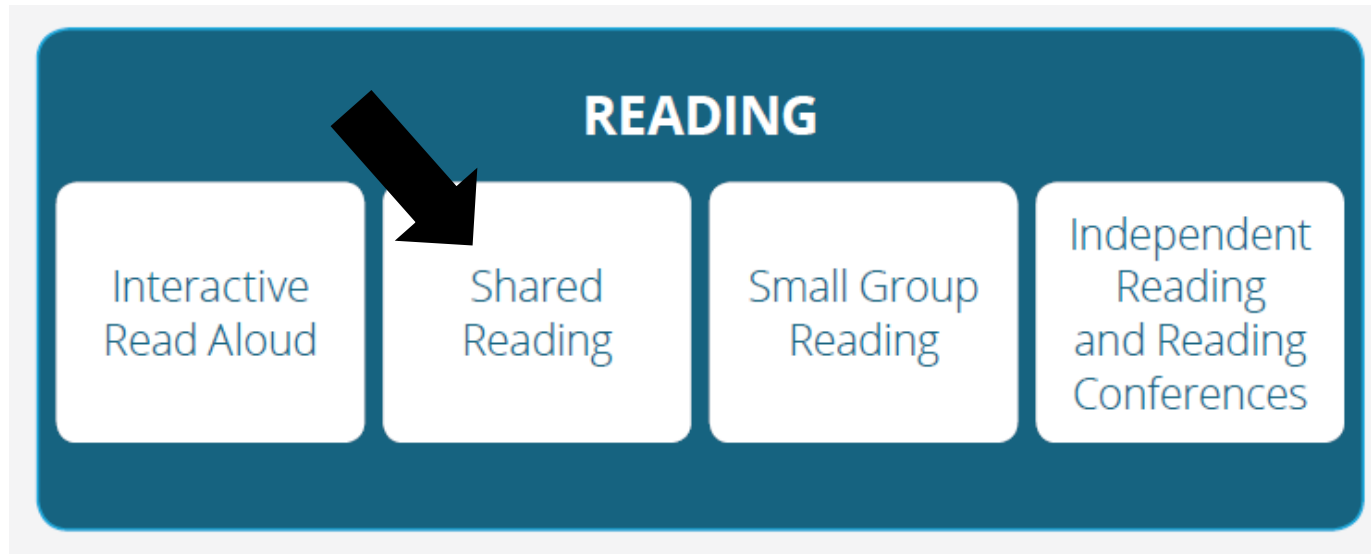 READING
Interactive
Read Aloud
Shared
Reading
Small Group
Reading
Independent
Reading
and Reading
Conferences